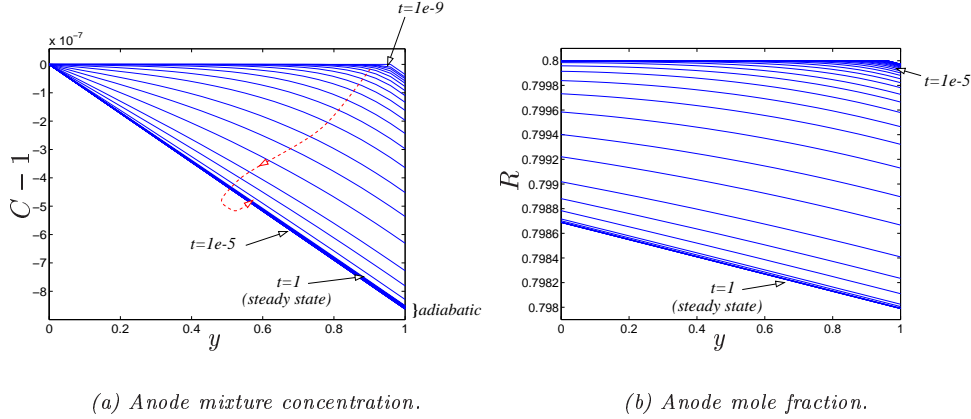 t=1e-9
x 10⁻⁷
0
−1
−2
−3
−4
−5
−6
−7
−8
C − 1
t=1e-5
t=1
(steady state)
}adiabatic
0
0.2
0.4
0.6
0.8
1
y
(a) Anode mixture concentration.
0.8
0.7998
0.7996
0.7994
0.7992
0.799
0.7988
0.7986
0.7984
0.7982
0.798
R
t=1e-5
t=1
(steady state)
0
0.2
0.4
0.6
0.8
1
y
(b) Anode mole fraction.